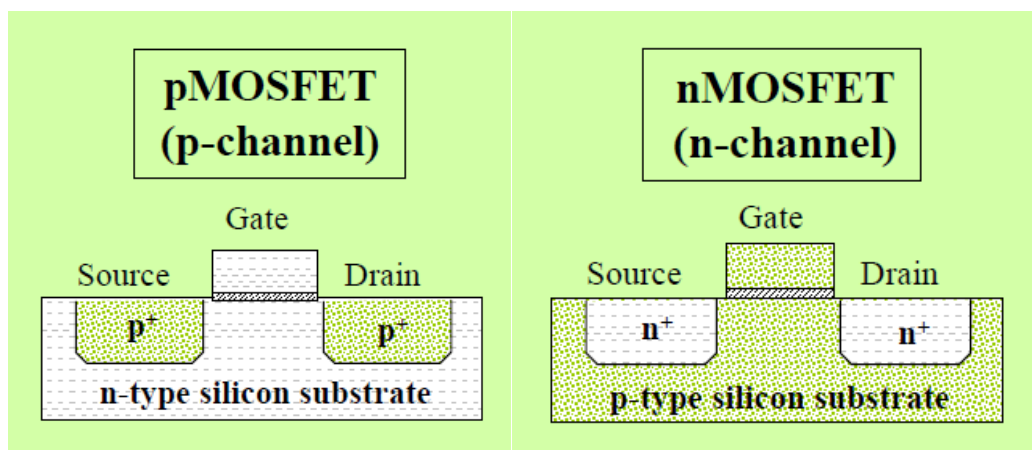 pMOSFET
(p-channel)
Gate
Source
Drain
p⁺
p⁺
n-type silicon substrate
nMOSFET
(n-channel)
Gate
Source
Drain
n⁺
n⁺
p-type silicon substrate